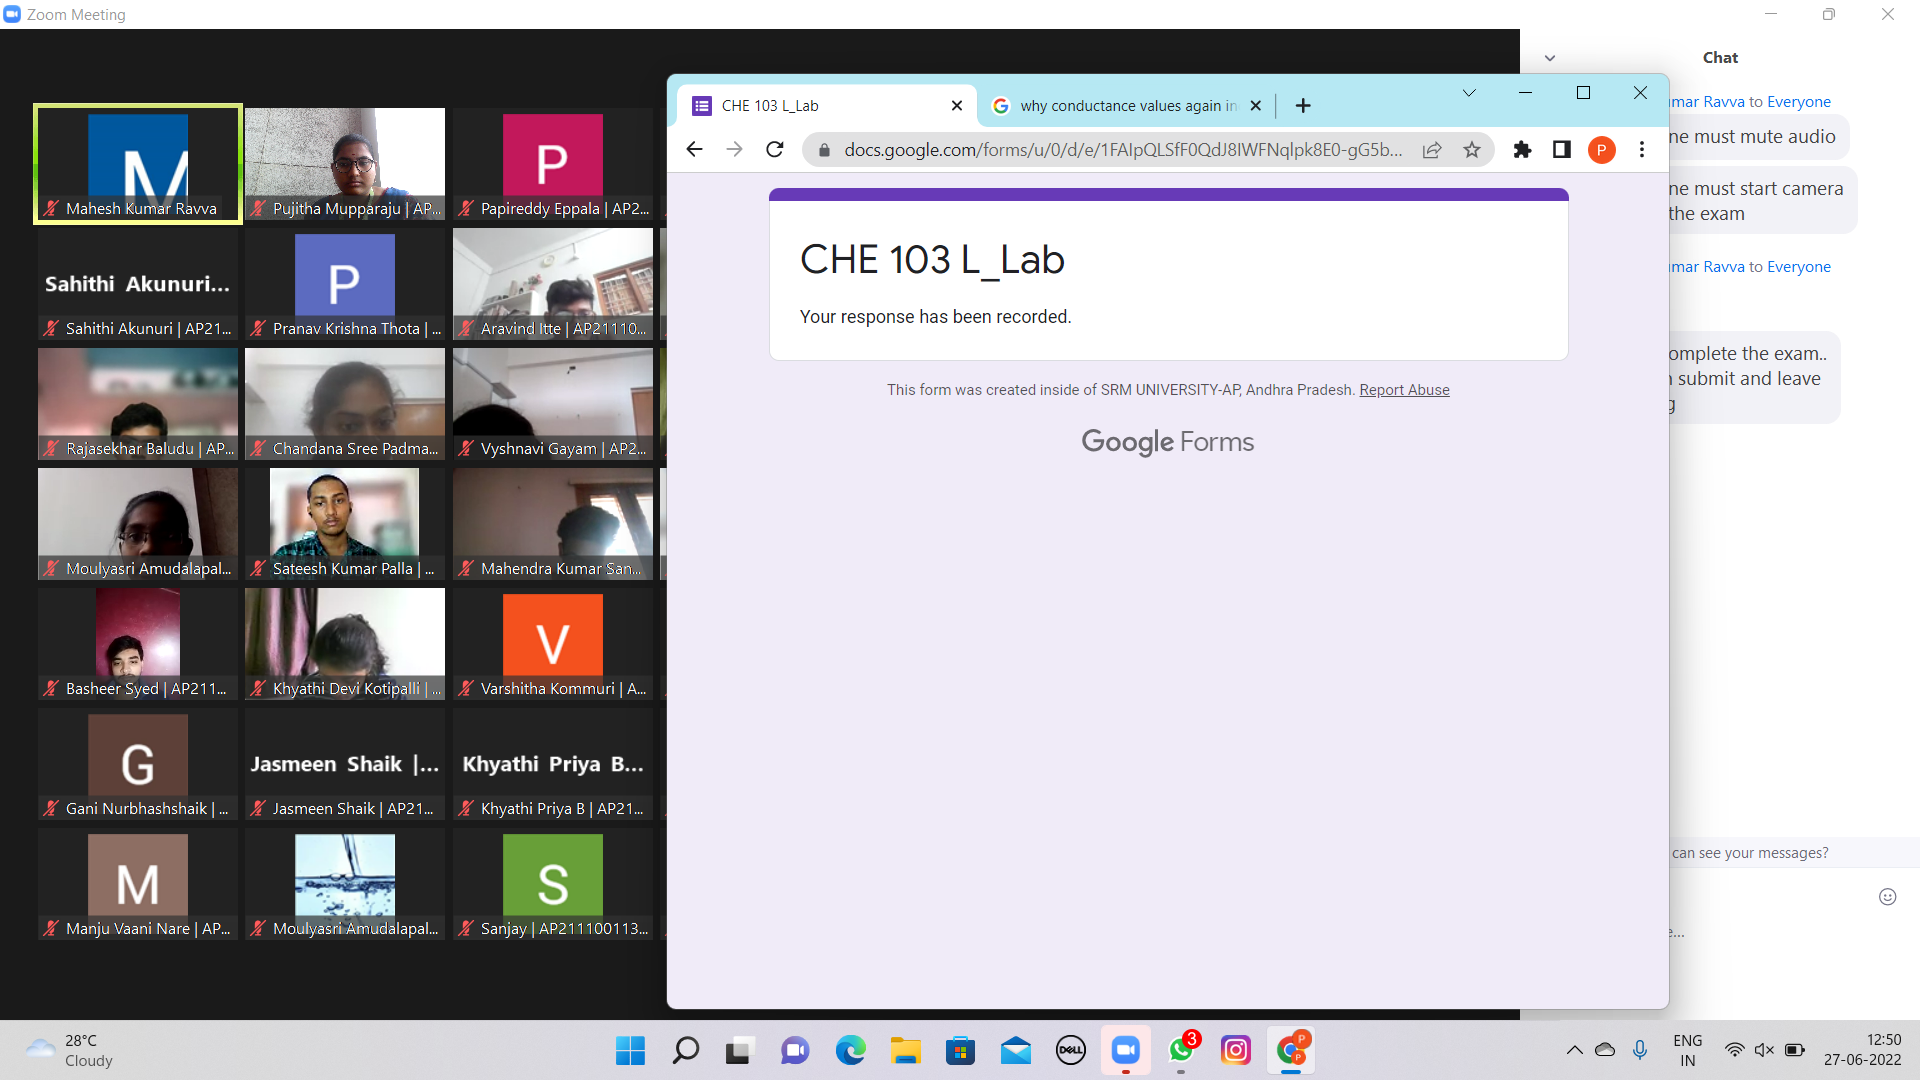 Zoom Meeting
M
Mahesh Kumar Ravva
Pujitha Mupparaju | AP...
P
Papireddy Eppala | AP2...
Sahithi Akunuri...
Sahithi Akunuri | AP21...
P
Pranav Krishna Thota | ...
Aravind Itte | AP21110...
Rajasekhar Baludu | AP...
Chandana Sree Padma...
Vyshnavi Gayam | AP2...
Moulyasri Amudalapal...
Sateesh Kumar Palla | ...
Mahendra Kumar San...
Basheer Syed | AP211...
Khyathi Devi Kotipalli | ...
V
Varshitha Kommuri | A...
G
Gani Nurbhashshaik | ...
Jasmeen Shaik |...
Jasmeen Shaik | AP21...
Khyathi Priya B...
Khyathi Priya B | AP21...
M
Manju Vaani Nare | AP...
Moulyasri Amudalapal...
S
Sanjay | AP211100113...
CHE 103 L_Lab
why conductance values again in
docs.google.com/forms/u/0/d/e/1FAIpQLSfF0QdJ8IWFNqlpk8E0-gG5b...
P
CHE 103 L_Lab
Your response has been recorded.
This form was created inside of SRM UNIVERSITY-AP, Andhra Pradesh. Report Abuse
Google Forms
Chat
mar Ravva to Everyone
ne must mute audio
ne must start camera
the exam
mar Ravva to Everyone
omplete the exam..
submit and leave
g
can see your messages?
e...
28°C
Cloudy
DELL
3
P
P
ENG
IN
12:50
27-06-2022